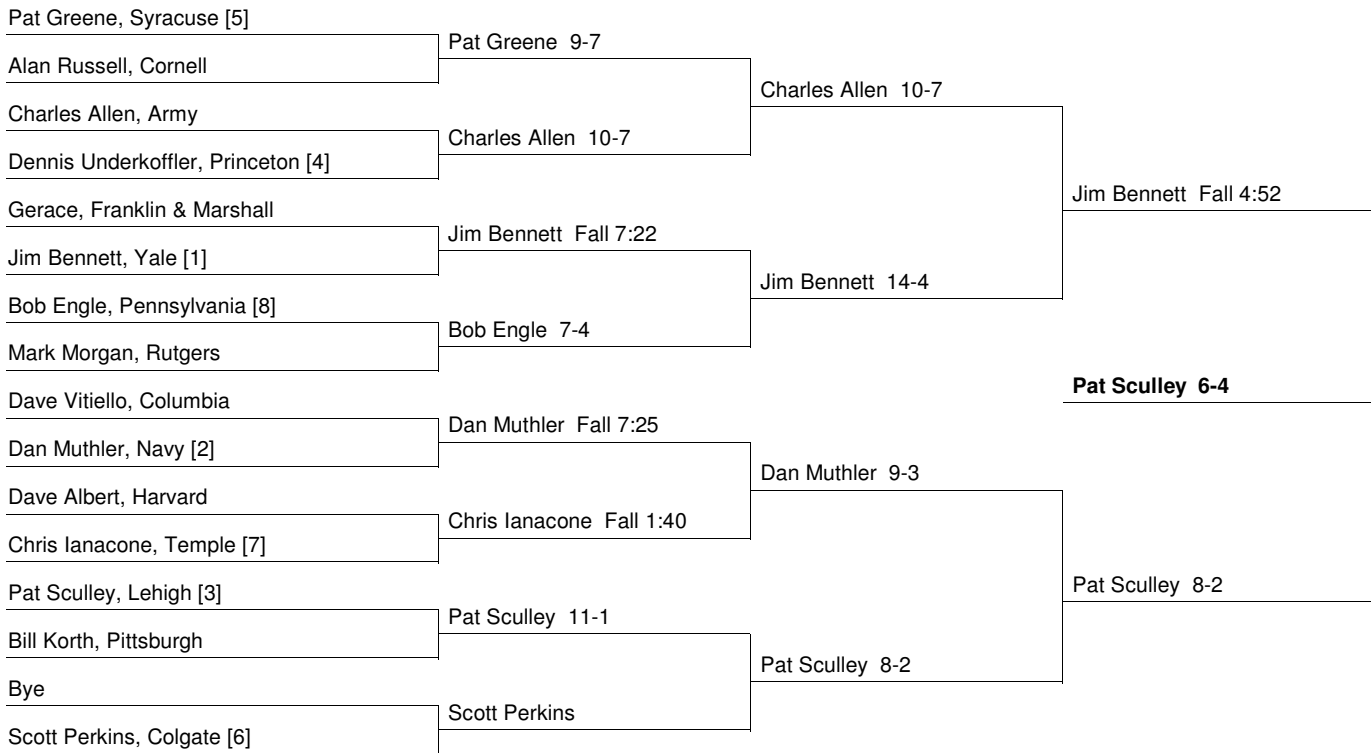 Pat Greene, Syracuse [5]
Pat Greene  9-7
Alan Russell, Cornell
Charles Allen  10-7
Charles Allen, Army
Charles Allen  10-7
Dennis Underkoffler, Princeton [4]
Jim Bennett  Fall 4:52
Gerace, Franklin & Marshall
Jim Bennett  Fall 7:22
Jim Bennett, Yale [1]
Jim Bennett  14-4
Bob Engle, Pennsylvania [8]
Bob Engle  7-4
Mark Morgan, Rutgers
Pat Sculley  6-4
Dave Vitiello, Columbia
Dan Muthler  Fall 7:25
Dan Muthler, Navy [2]
Dan Muthler  9-3
Dave Albert, Harvard
Chris Ianacone  Fall 1:40
Chris Ianacone, Temple [7]
Pat Sculley  8-2
Pat Sculley, Lehigh [3]
Pat Sculley  11-1
Bill Korth, Pittsburgh
Pat Sculley  8-2
Bye
Scott Perkins
Scott Perkins, Colgate [6]